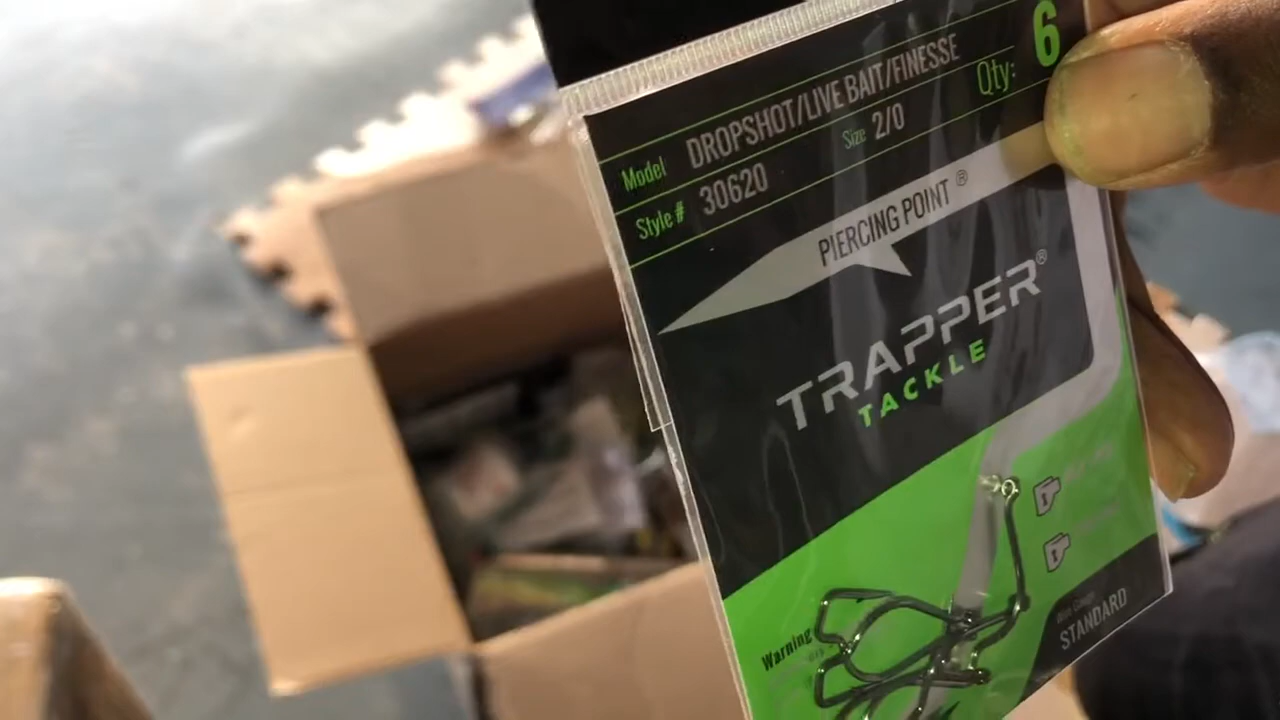 Model DROPSHOT/LIVE BAIT/FINESSE Qty: 6
Style # 30620 Size 2/0
PIERCING POINT®
TRAPPER®
TACKLE
Warning
STANDARD